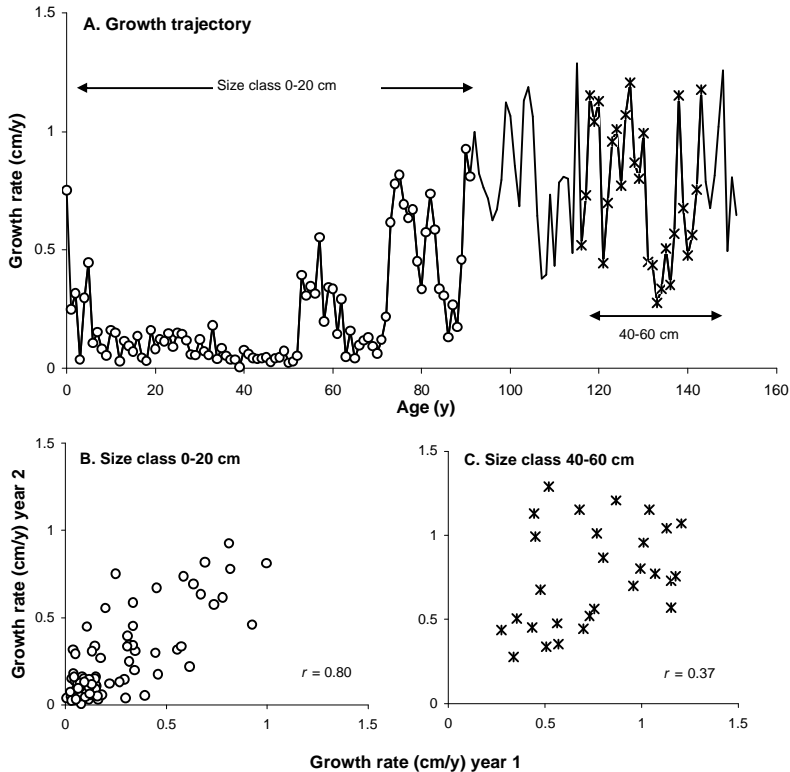 A. Growth trajectory
Growth rate (cm/y)
1.5
1
0.5
0
Size class 0-20 cm
40-60 cm
0 20 40 60 80 100 120 140 160
Age (y)
B. Size class 0-20 cm
Growth rate (cm/y) year 2
1.5
1
0.5
0
r = 0.80
0 0.5 1 1.5
C. Size class 40-60 cm
1.5
1
0.5
0
r = 0.37
0 0.5 1 1.5
Growth rate (cm/y) year 1